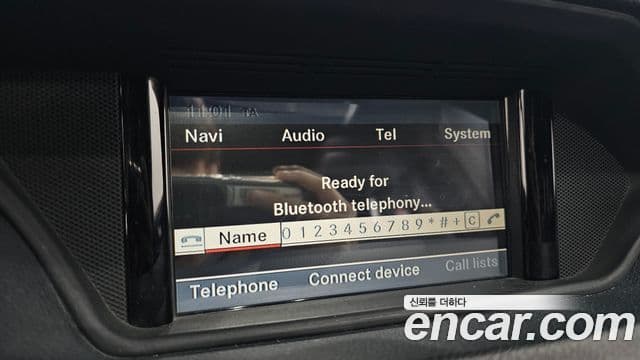 Navi Audio Tel System
Ready for
Bluetooth telephony...
Name 0 1 2 3 4 5 6 7 8 9 * # + C
Telephone Connect device Call lists
신뢰를 더하다
encar.com